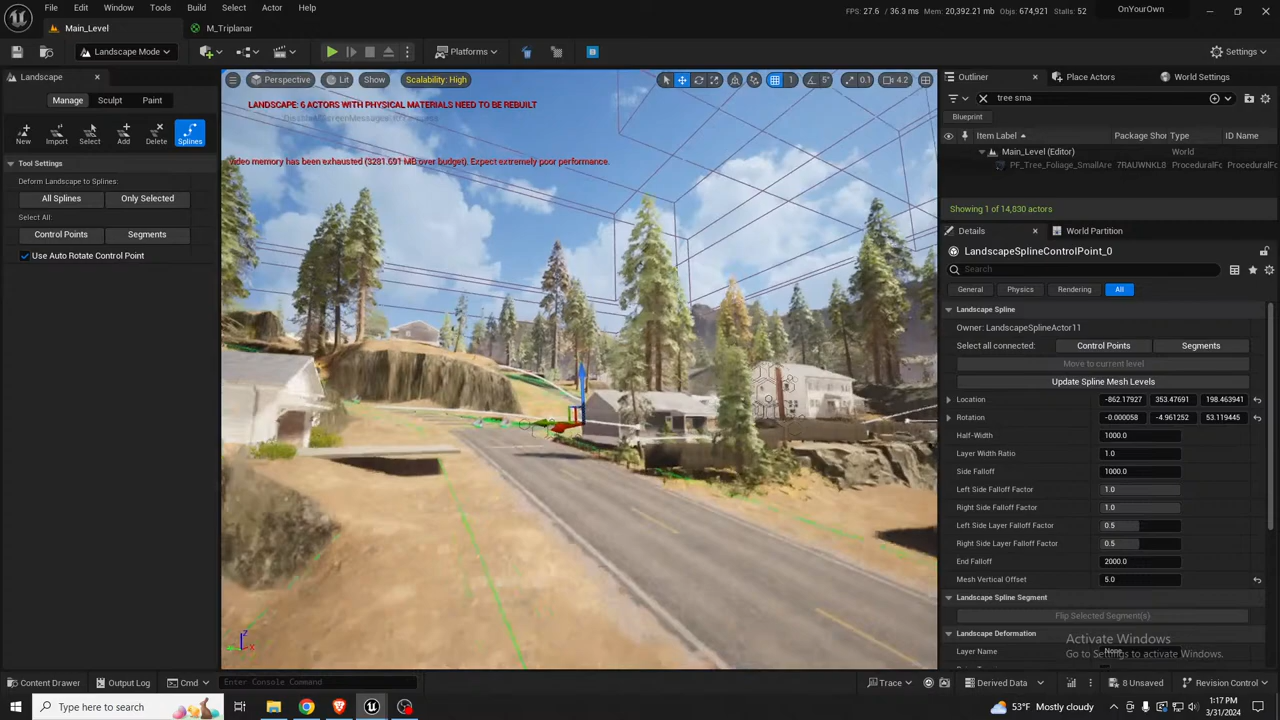 File Edit Window Tools Build Select Actor Help
FPS: 27.6 / 36.3 ms Mem: 20,392.21 mb Objs: 674,921 Stalls: 52
OnYourOwn
Main_Level
M_Triplanar
Landscape Mode
Platforms
Settings
Landscape
Manage Sculpt Paint
New Import Select Add Delete Splines
Tool Settings
Deform Landscape to Splines:
All Splines Only Selected
Select All:
Control Points Segments
Use Auto Rotate Control Point
Perspective Lit Show Scalability: High
1 5° 0.1 4.2
LANDSCAPE: 6 ACTORS WITH PHYSICAL MATERIALS NEED TO BE REBUILT
Video memory has been exhausted (3281.691 MB over budget). Expect extremely poor performance.
Z
X
Outliner Place Actors World Settings
tree sma
Blueprint
Item Label Package Shor Type ID Name
Main_Level (Editor) World
PF_Tree_Foliage_SmallAre 7RAUWNKL8 ProceduralFo ProceduralFo
Showing 1 of 14,830 actors
Details World Partition
LandscapeSplineControlPoint_0
Search
General Physics Rendering All
Landscape Spline
Owner: LandscapeSplineActor11
Select all connected: Control Points Segments
Move to current level
Update Spline Mesh Levels
Location -862.17927 353.47691 198.463941
Rotation -0.000058 -4.961252 53.119445
Half-Width 1000.0
Layer Width Ratio 1.0
Side Falloff 1000.0
Left Side Falloff Factor 1.0
Right Side Falloff Factor 1.0
Left Side Layer Falloff Factor 0.5
Right Side Layer Falloff Factor 0.5
End Falloff 2000.0
Mesh Vertical Offset 5.0
Landscape Spline Segment
Flip Selected Segment(s)
Landscape Deformation
Layer Name None
Activate Windows
Go to Settings to activate Windows.
Content Drawer Output Log Cmd Enter Console Command
Trace Derived Data 8 Unsaved Revision Control
Type here to search
53°F Mostly cloudy
1:17 PM
3/31/2024